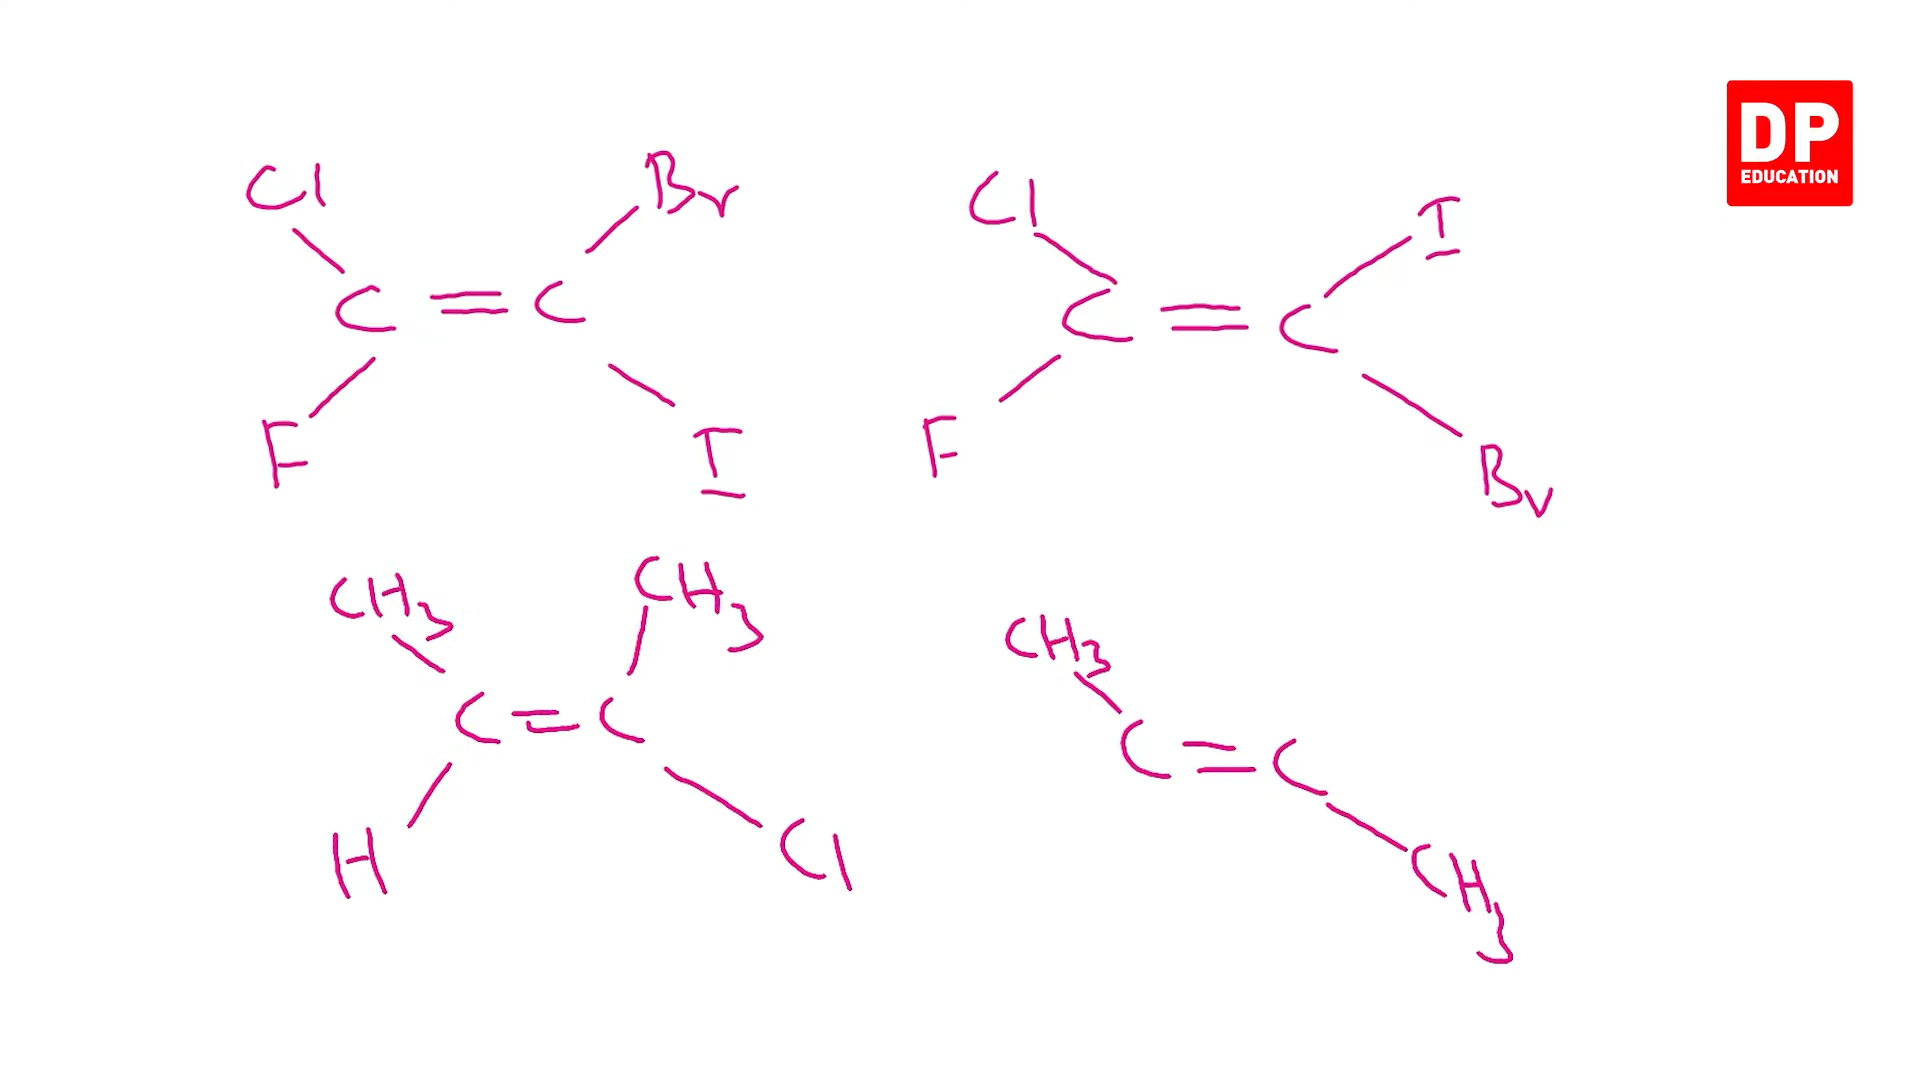 DP
EDUCATION
Cl Br
C = C
F I
Cl I
C = C
F Br
CH3 CH3
C = C
H Cl
CH3
C = C
CH3